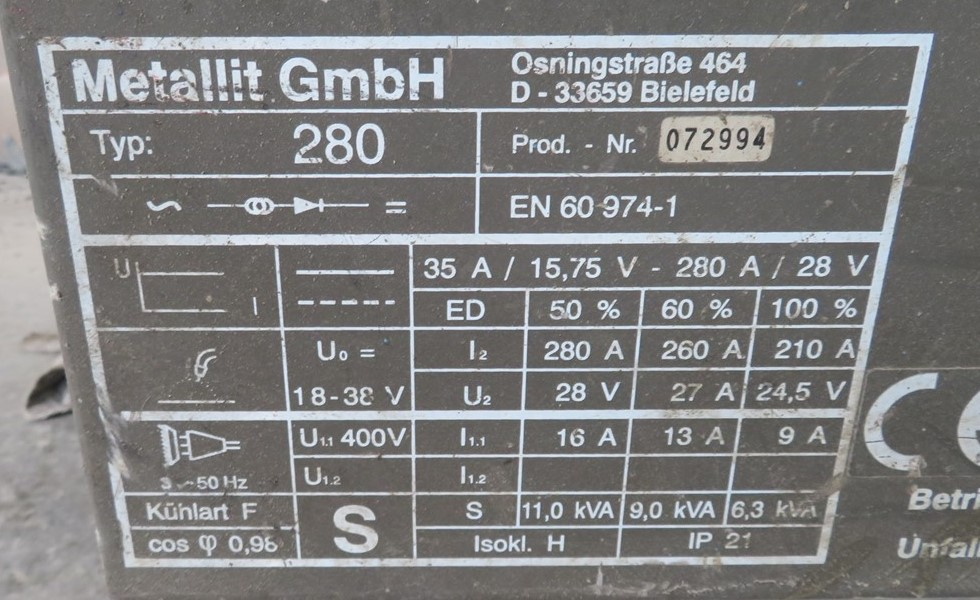 Metallit GmbH
Osningstraße 464
D - 33659 Bielefeld
Typ: 280
Prod. - Nr. 072994
EN 60 974-1
U
I
35 A / 15,75 V - 280 A / 28 V
ED 50 % 60 % 100 %
U₀ =
18-38 V
I₂ 280 A 260 A 210 A
U₂ 28 V 27 A 24,5 V
3 ~ 50 Hz
U₁.₁ 400V I₁.₁ 16 A 13 A 9 A
U₁.₂ I₁.₂
Kühlart F
S
S 11,0 kVA 9,0 kVA 6,3 kVA
cos φ 0,98
Isokl. H IP 21
CE